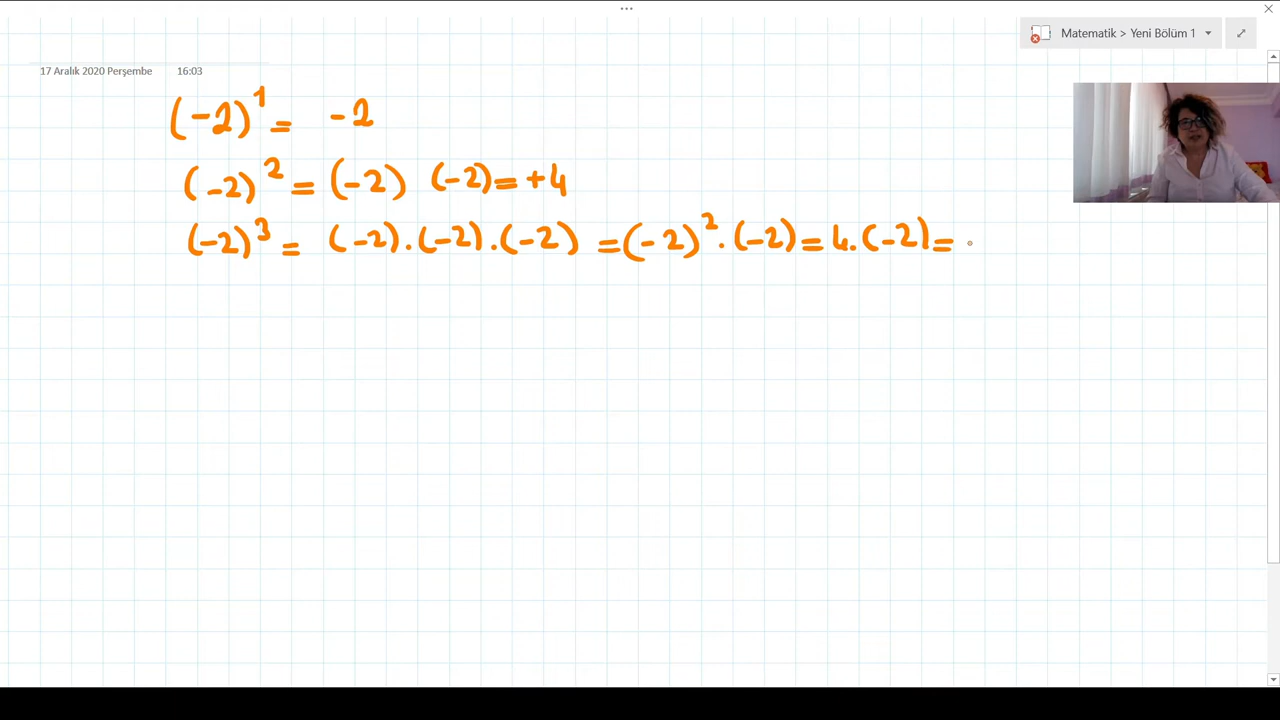 Matematik > Yeni Bölüm 1
17 Aralık 2020 Perşembe 16:03
(-2)¹ = -2
(-2)² = (-2) (-2) = +4
(-2)³ = (-2).(-2).(-2) = (-2)².(-2) = 4.(-2) =